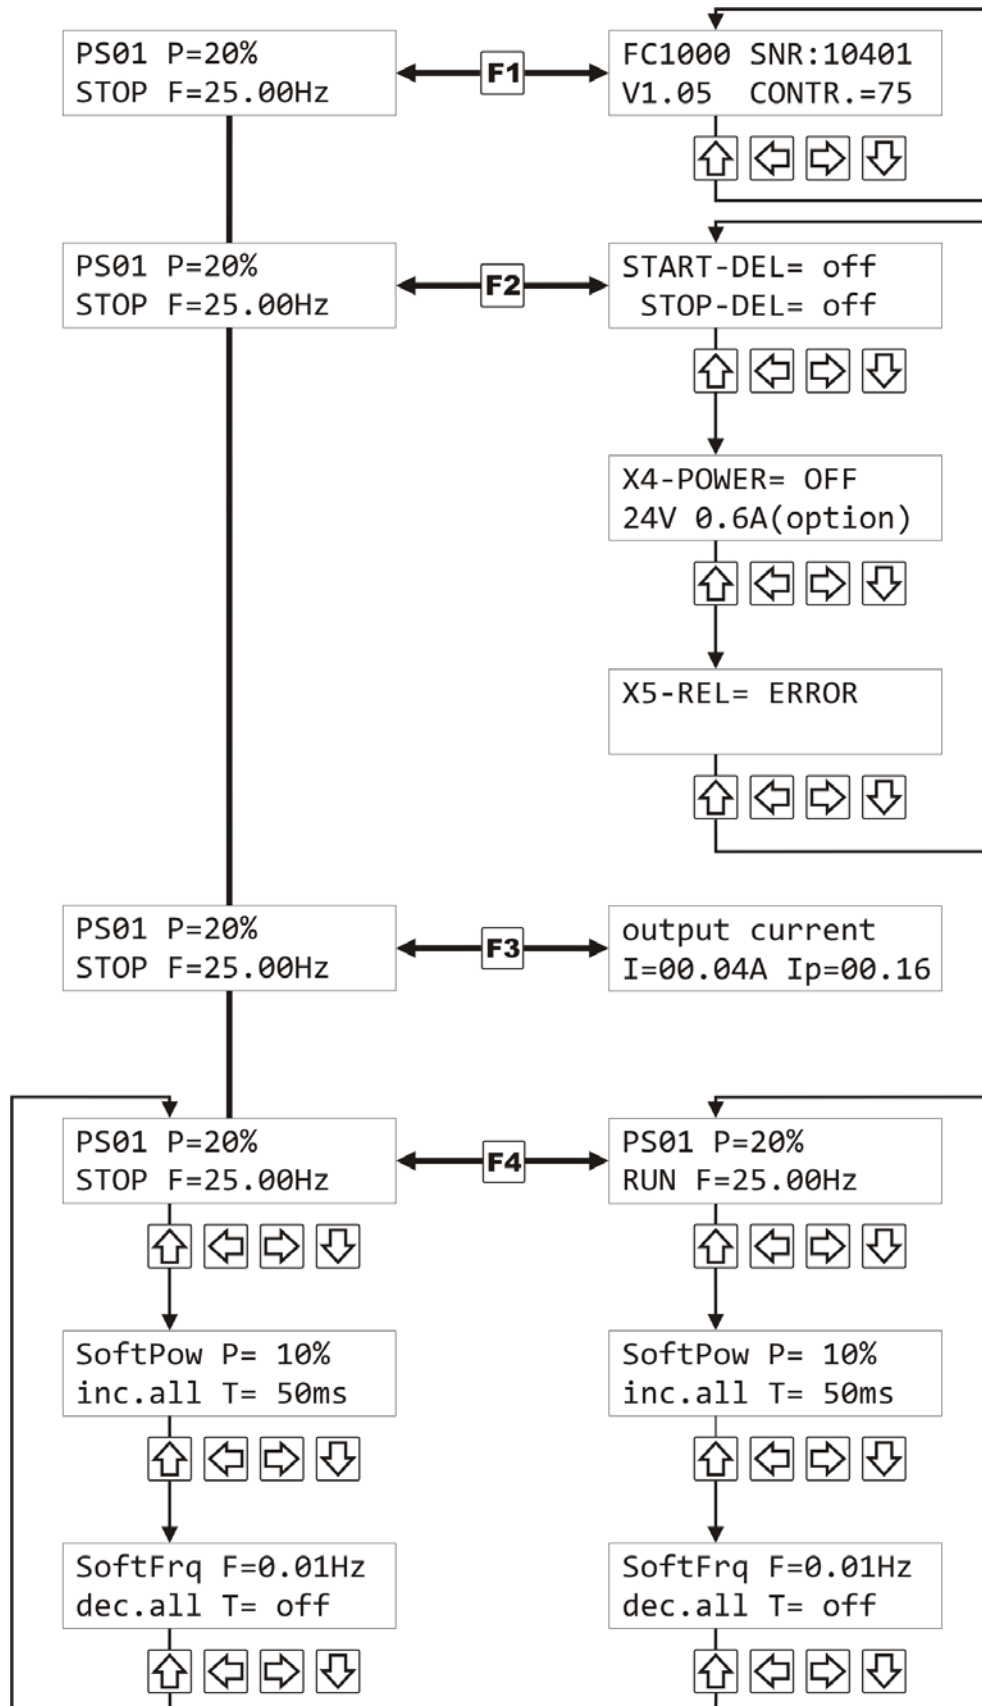 PS01 P=20%
STOP F=25.00Hz
F1
FC1000 SNR:10401
V1.05 CONTR.=75
PS01 P=20%
STOP F=25.00Hz
F2
START-DEL= off
STOP-DEL= off
X4-POWER= OFF
24V 0.6A(option)
X5-REL= ERROR
PS01 P=20%
STOP F=25.00Hz
F3
output current
I=00.04A Ip=00.16
PS01 P=20%
STOP F=25.00Hz
F4
PS01 P=20%
RUN F=25.00Hz
SoftPow P= 10%
inc.all T= 50ms
SoftPow P= 10%
inc.all T= 50ms
SoftFrq F=0.01Hz
dec.all T= off
SoftFrq F=0.01Hz
dec.all T= off